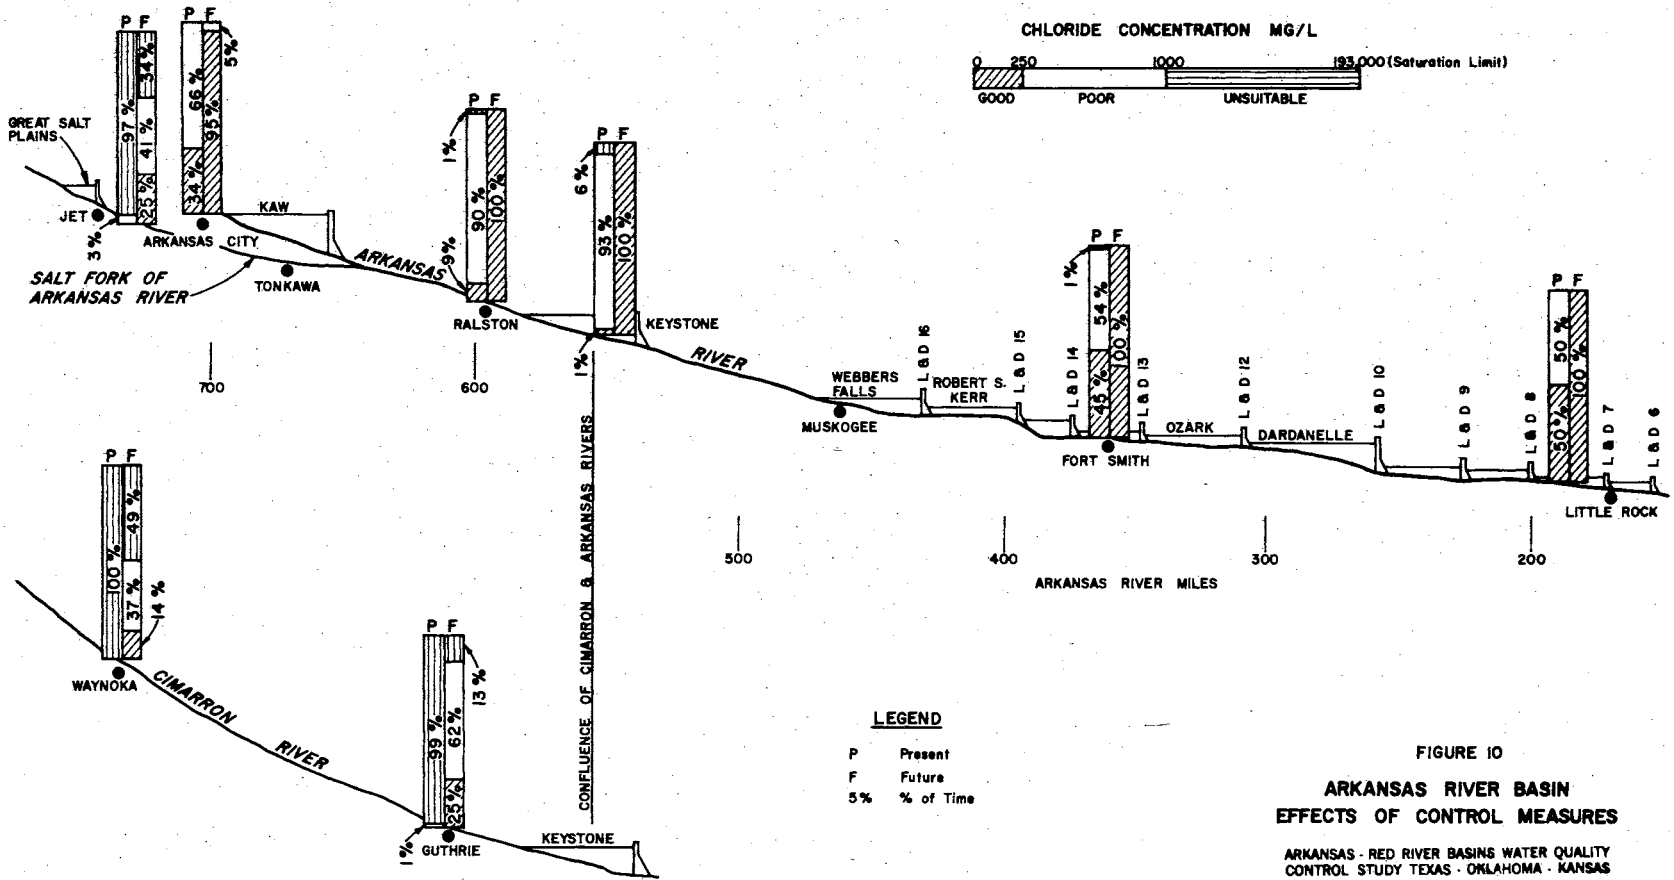 CHLORIDE CONCENTRATION MG/L
0 250 1000 193,000 (Saturation Limit)
GOOD POOR UNSUITABLE
P F
97%
34%
41%
25%
3%
P F
66%
34%
95%
5%
GREAT SALT
PLAINS
JET
ARKANSAS CITY
KAW
SALT FORK OF
ARKANSAS RIVER
TONKAWA
ARKANSAS
P F
1%
90%
9%
100%
RALSTON
P F
6%
93%
1%
100%
KEYSTONE
RIVER
WEBBERS
FALLS
MUSKOGEE
L & D 16
ROBERT S.
KERR
L & D 15
L & D 14
P F
1%
54%
45%
100%
FORT SMITH
L & D 13
OZARK
L & D 12
DARDANELLE
L & D 10
L & D 9
L & D 8
P F
50%
50%
100%
L & D 7
L & D 6
LITTLE ROCK
700
600
500
400
300
200
ARKANSAS RIVER MILES
CONFLUENCE OF CIMARRON & ARKANSAS RIVERS
P F
100%
49%
37%
14%
WAYNOKA
CIMARRON
RIVER
P F
99%
1%
62%
25%
13%
GUTHRIE
KEYSTONE
LEGEND
P Present
F Future
5% % of Time
FIGURE 10
ARKANSAS RIVER BASIN
EFFECTS OF CONTROL MEASURES
ARKANSAS - RED RIVER BASINS WATER QUALITY
CONTROL STUDY TEXAS - OKLAHOMA - KANSAS